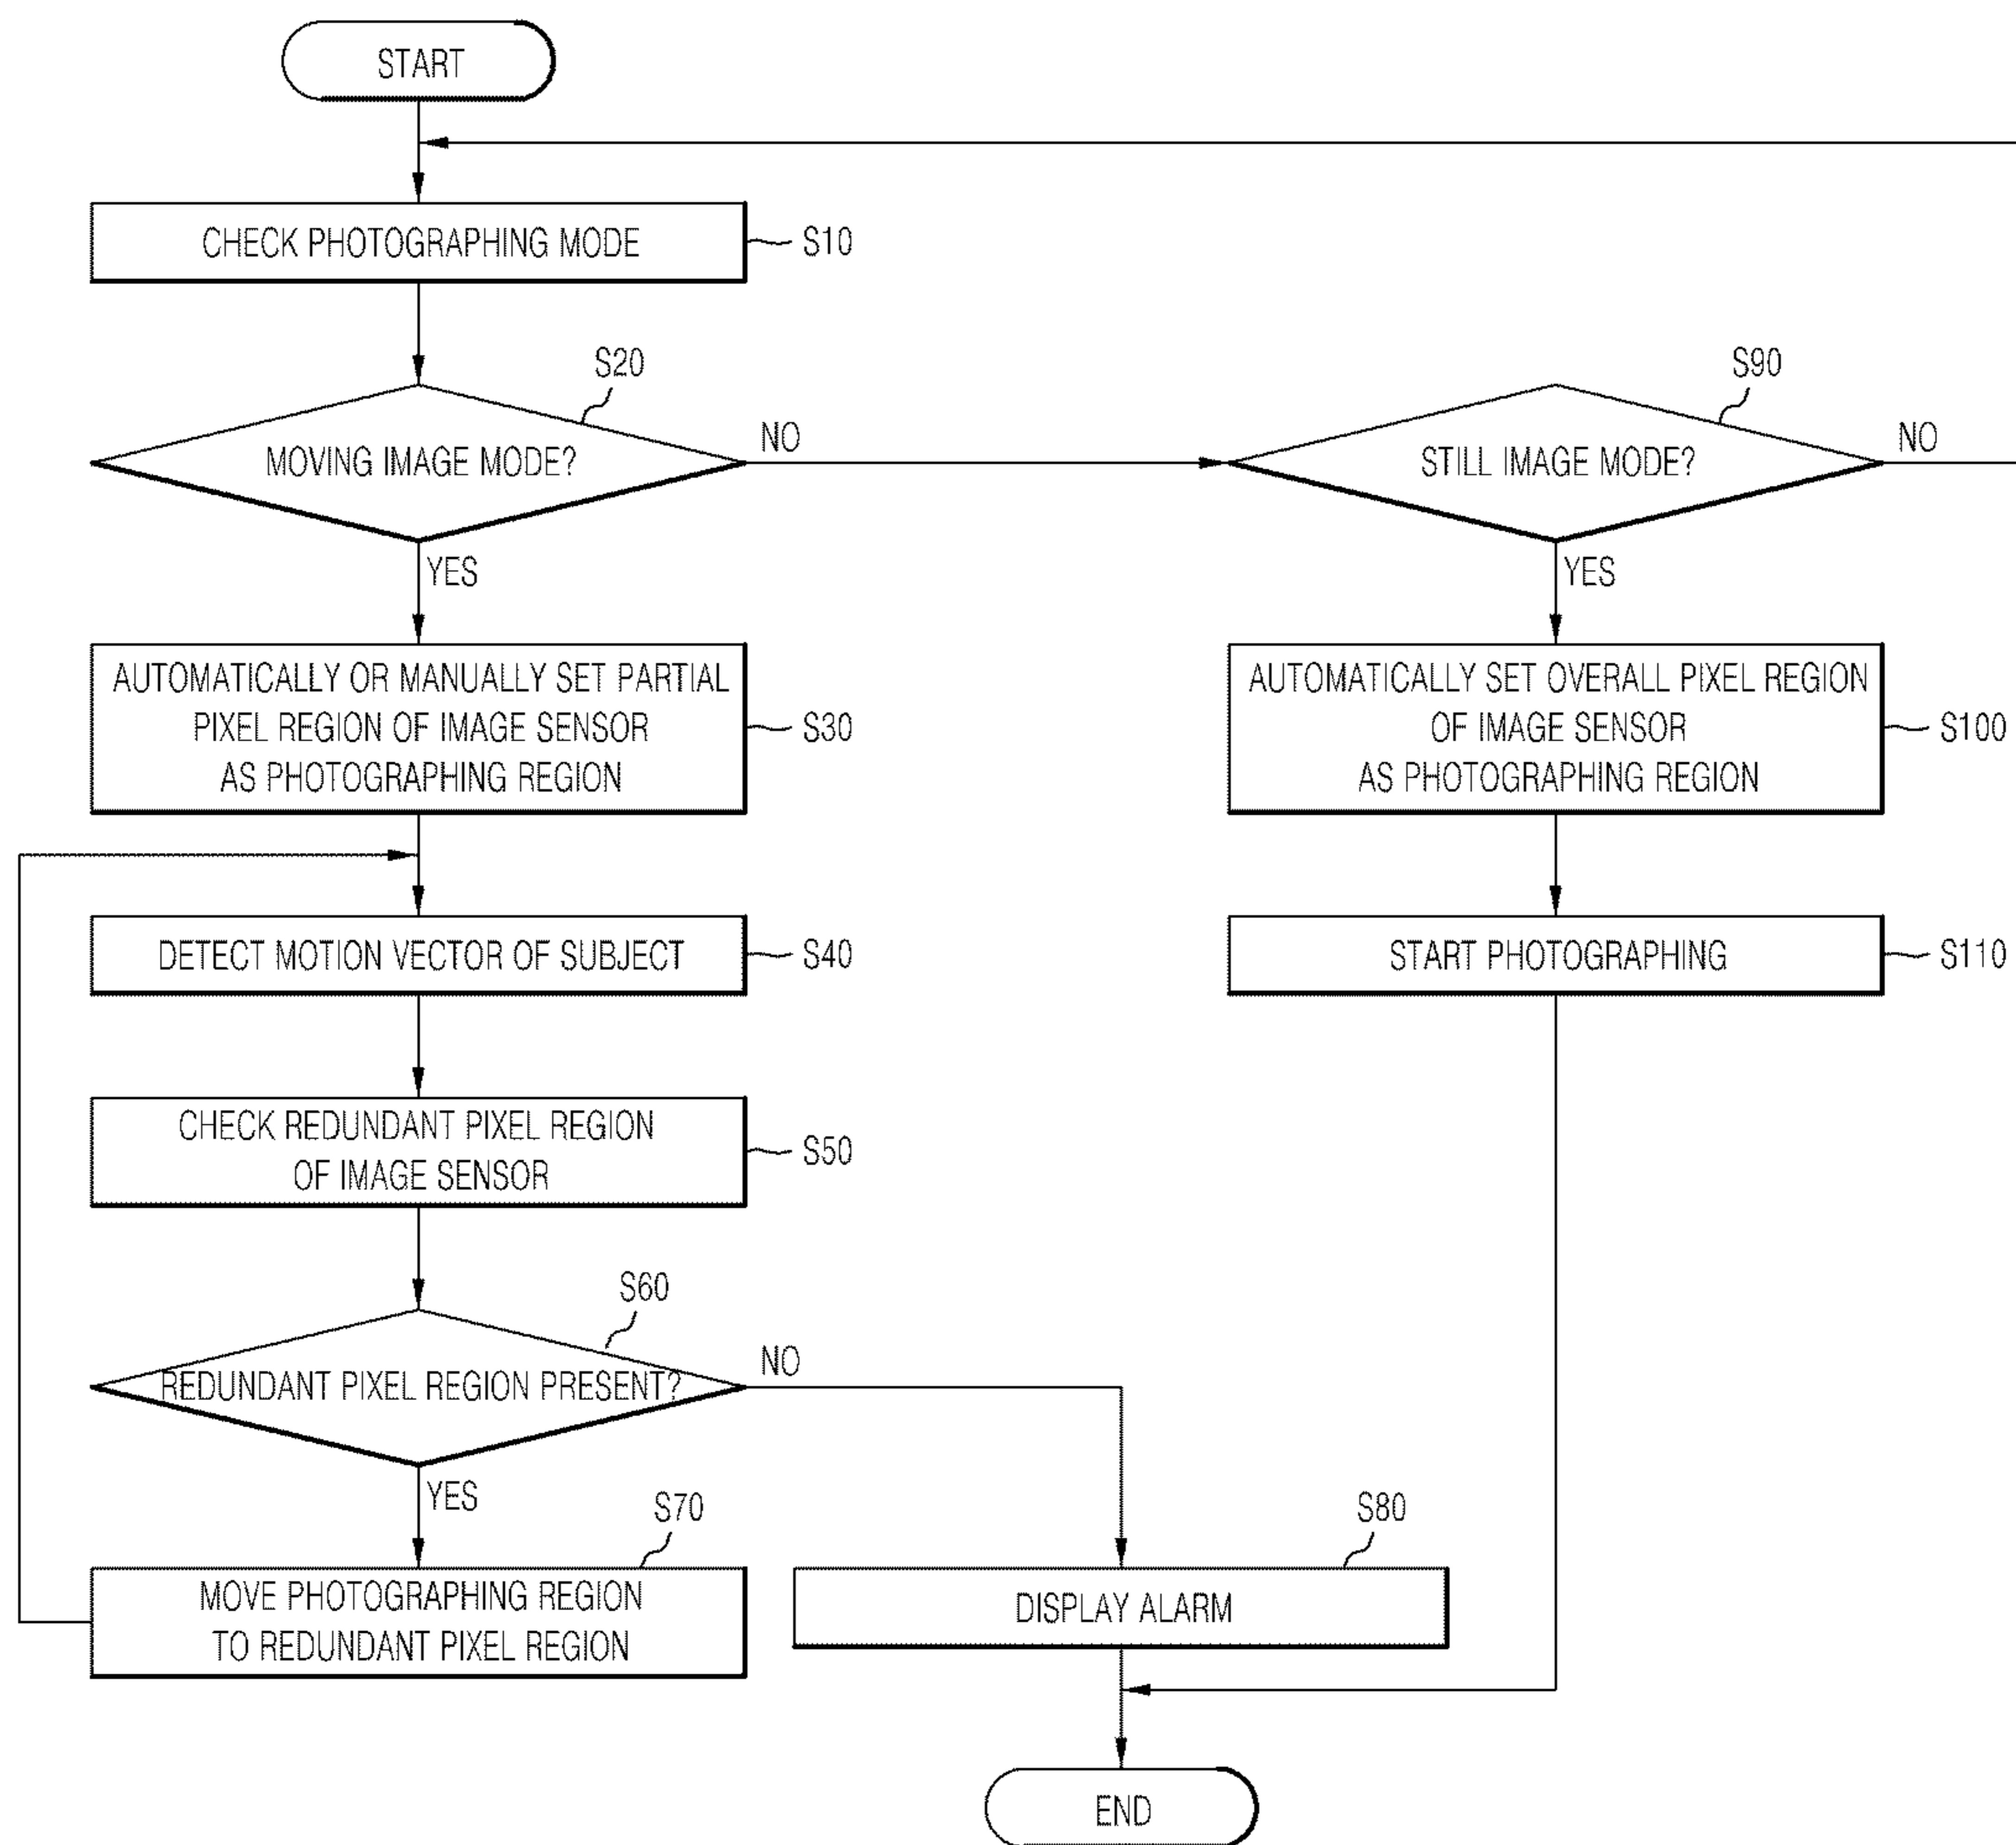 START
CHECK PHOTOGRAPHING MODE
S10
S20
MOVING IMAGE MODE?
NO
YES
S90
STILL IMAGE MODE?
NO
YES
AUTOMATICALLY OR MANUALLY SET PARTIAL
PIXEL REGION OF IMAGE SENSOR
AS PHOTOGRAPHING REGION
S30
AUTOMATICALLY SET OVERALL PIXEL REGION
OF IMAGE SENSOR
AS PHOTOGRAPHING REGION
S100
DETECT MOTION VECTOR OF SUBJECT
S40
START PHOTOGRAPHING
S110
CHECK REDUNDANT PIXEL REGION
OF IMAGE SENSOR
S50
S60
REDUNDANT PIXEL REGION PRESENT?
NO
YES
S70
MOVE PHOTOGRAPHING REGION
TO REDUNDANT PIXEL REGION
S80
DISPLAY ALARM
END